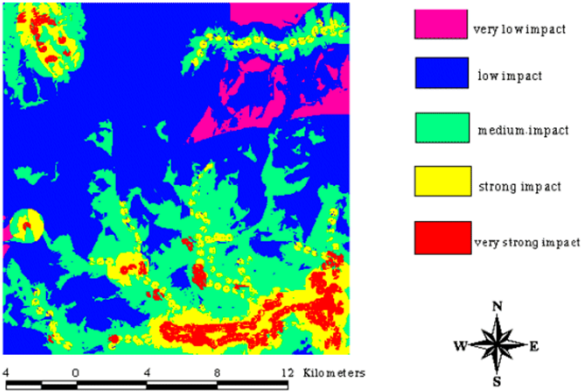 very low impact
low impact
medium.impact
strong impact
very strong impact
N
W E
S
4 0 4 8 12 Kilometers